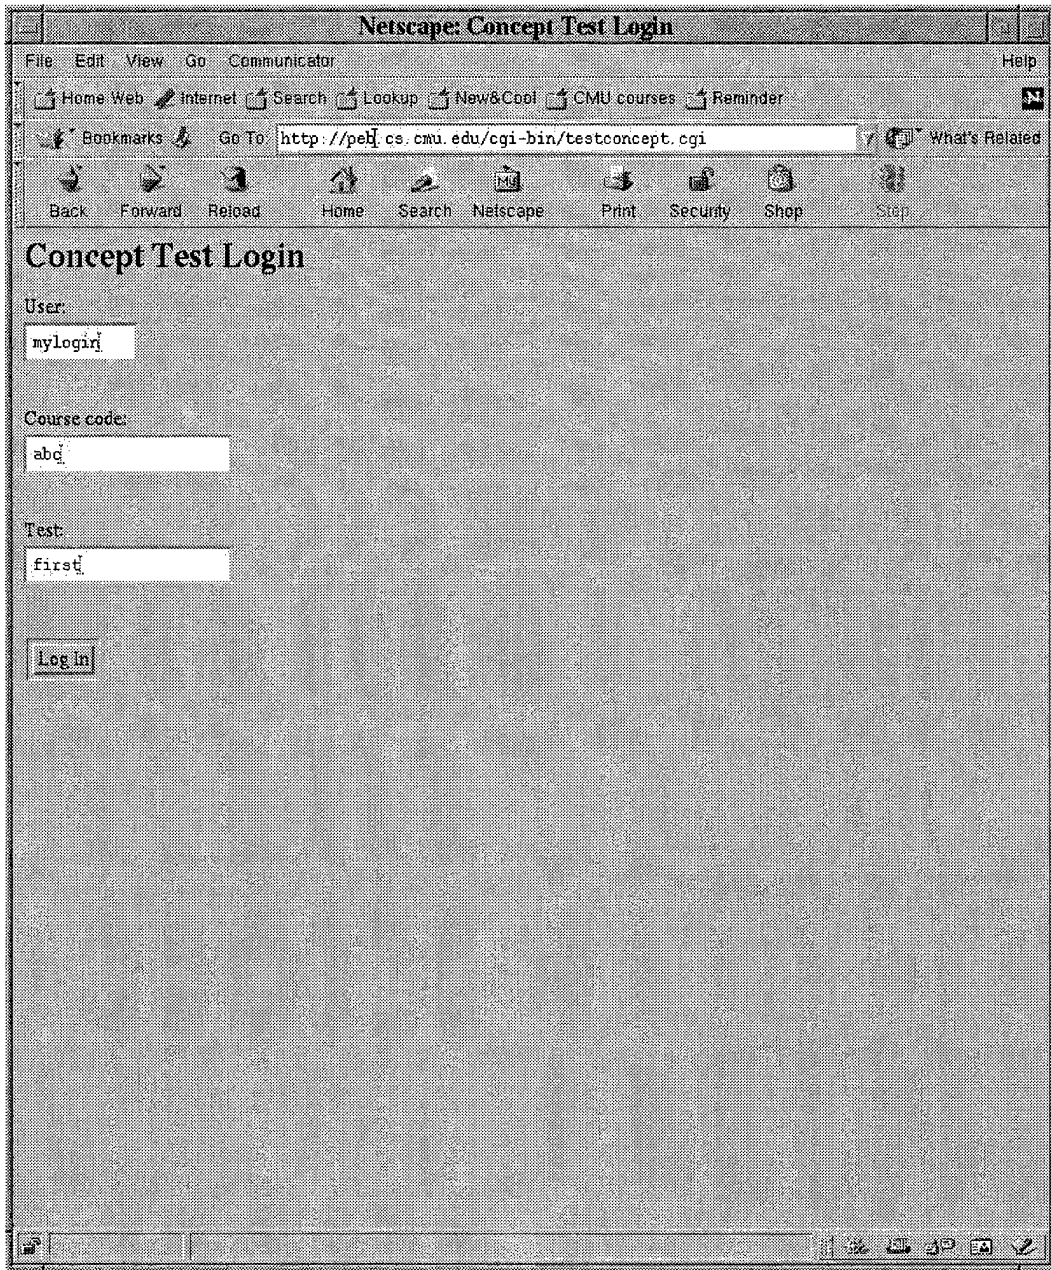 Netscape: Concept Test Login
File Edit View Go Communicator Help
Home Web Internet Search Lookup New&Cool CMU courses Reminder
Bookmarks Go To: cs.cmu.edu/cgi-bin/testconcept.cgi What's Related
Back Forward Reload Home Search Netscape Print Security Shop Stop
Concept Test Login
User:
mylogin
Course code:
abc
Test:
first
Log In